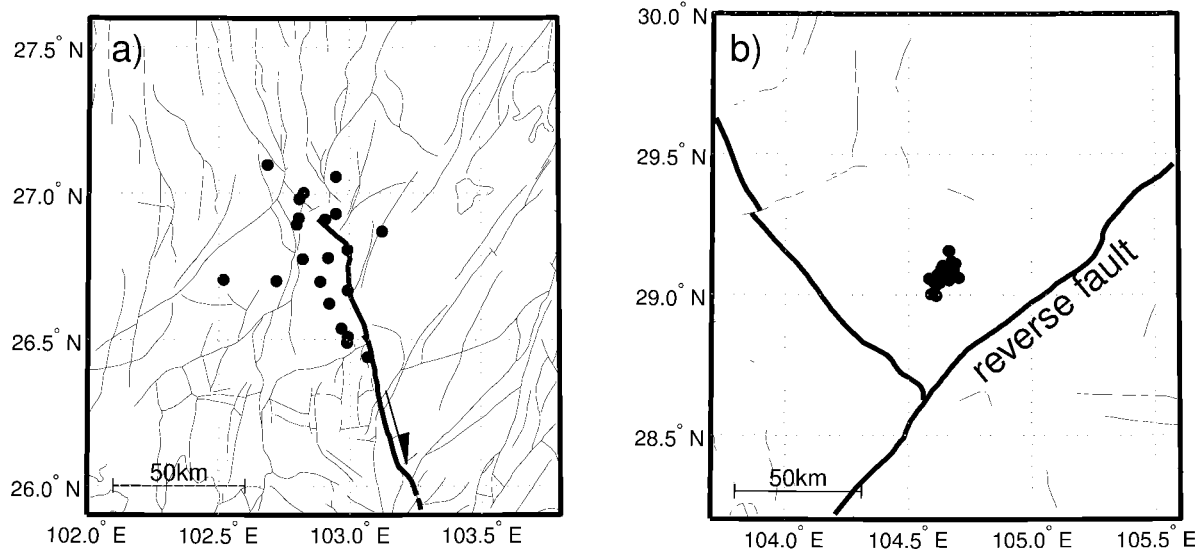 a)
27.5° N
27.0° N
26.5° N
26.0° N
50km
102.0° E 102.5° E 103.0° E 103.5° E
b)
30.0° N
29.5° N
29.0° N
28.5° N
reverse fault
50km
104.0° E 104.5° E 105.0° E 105.5° E